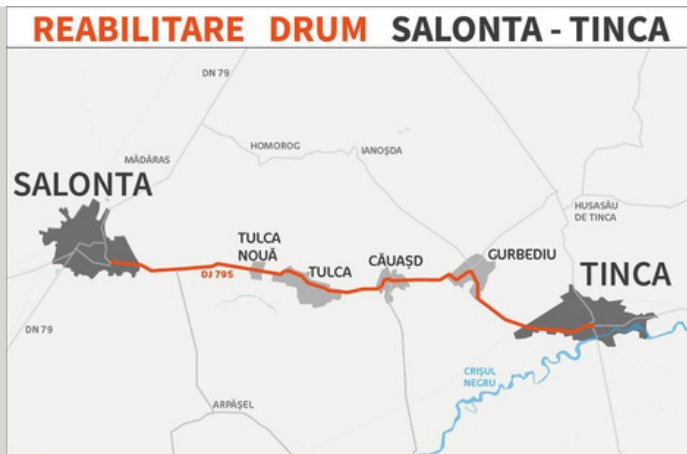 REABILITARE DRUM SALONTA - TINCA
DN 79
HOMOROG
IANOȘDA
MĂDĂRAS
SALONTA
HUSASĂU
DE TINCA
TULCA
NOUĂ
TULCA
CĂUAȘD
GURBEDIU
TINCA
DJ 795
DN 79
CRIȘUL
NEGRU
ARPĂȘEL